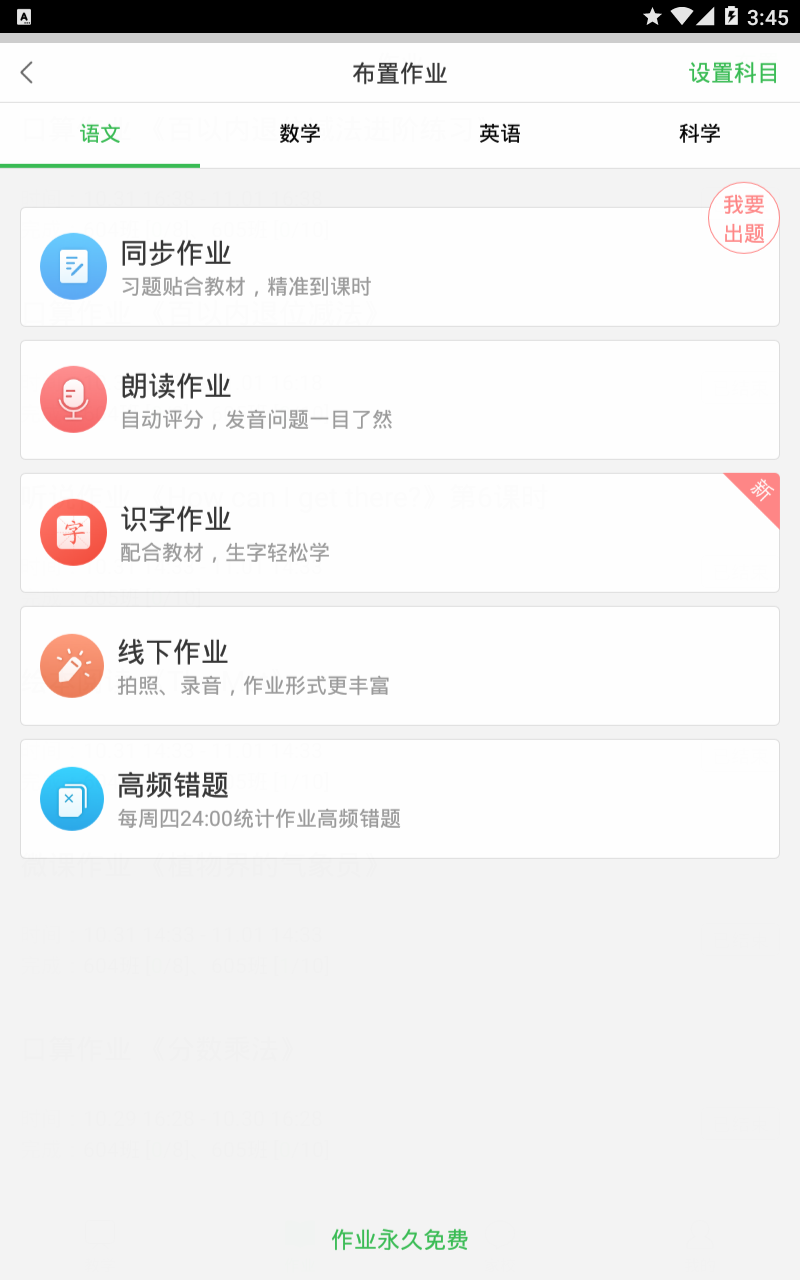 3:45
布置作业
设置科目
语文
数学
英语
科学
我要
出题
同步作业
习题贴合教材，精准到课时
朗读作业
自动评分，发音问题一目了然
新
字
识字作业
配合教材，生字轻松学
线下作业
拍照、录音，作业形式更丰富
高频错题
每周四24:00统计作业高频错题
作业永久免费